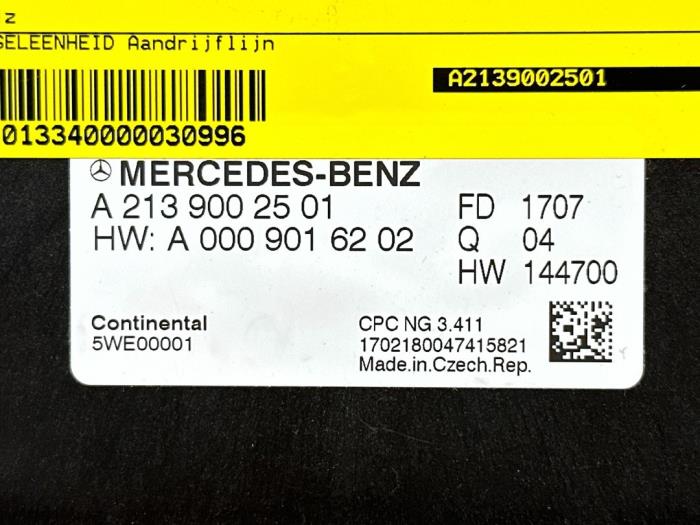 z
GELEENHEID Aandrijflijn
A2139002501
013340000030996
MERCEDES-BENZ
A 213 900 25 01 FD 1707
HW: A 000 901 62 02 Q 04
HW 144700
Continental CPC NG 3.411
5WE00001 1702180047415821
Made.in.Czech.Rep.